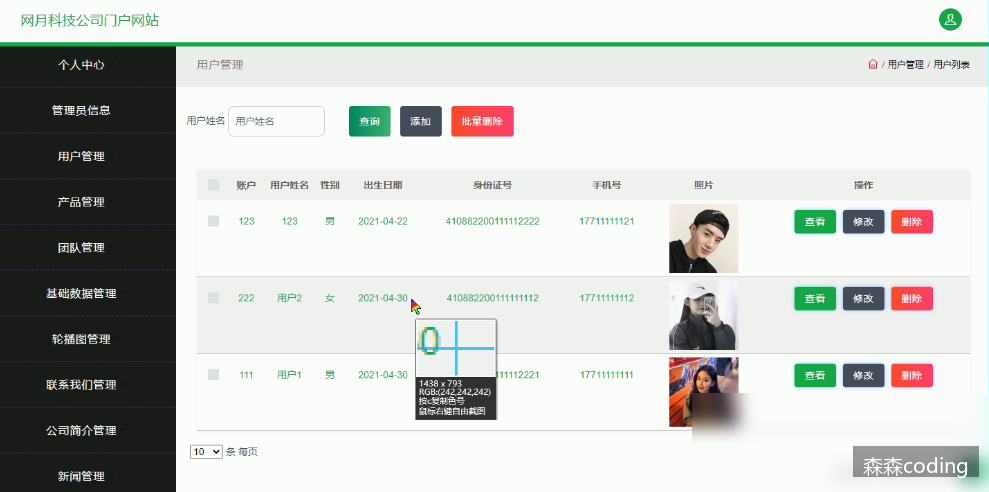 网月科技公司门户网站
个人中心
管理员信息
用户管理
产品管理
团队管理
基础数据管理
轮播图管理
联系我们管理
公司简介管理
新闻管理
用户管理
/ 用户管理 / 用户列表
用户姓名 用户姓名 查询 添加 批量删除
账户 用户姓名 性别 出生日期 身份证号 手机号 照片 操作
123 123 男 2021-04-22 410882200111112222 17711111121 查看 修改 删除
222 用户2 女 2021-04-30 410882200111111112 17711111112 查看 修改 删除
111 用户1 男 2021-04-30 11112221 17711111111 查看 修改 删除
0
1438 x 793
RGB:(242,242,242)
按c复制色号
鼠标右键自由截图
10 条 每页
森森coding